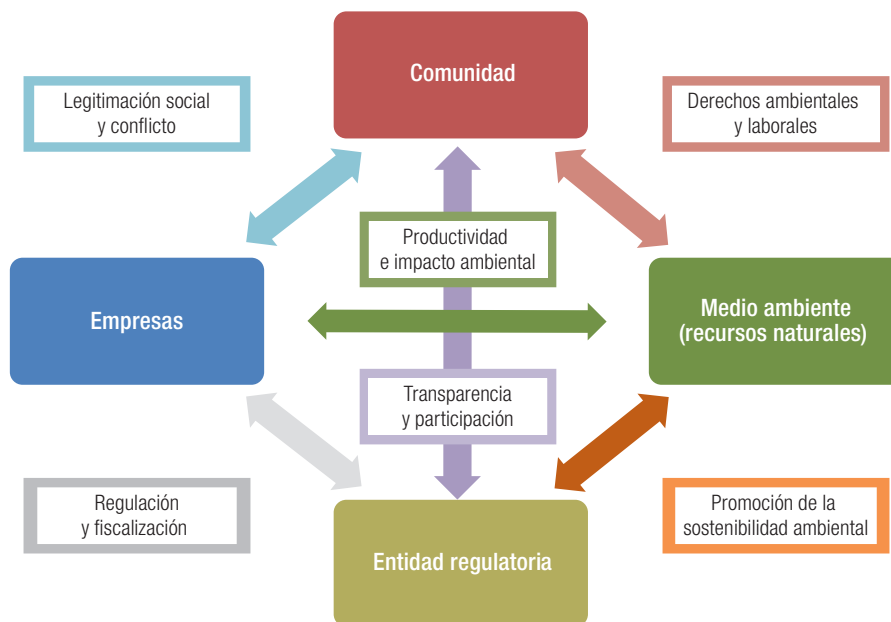 Comunidad
Legitimación social
y conflicto
Derechos ambientales
y laborales
Productividad
e impacto ambiental
Empresas
Medio ambiente
(recursos naturales)
Transparencia
y participación
Regulación
y fiscalización
Promoción de la
sostenibilidad ambiental
Entidad regulatoria